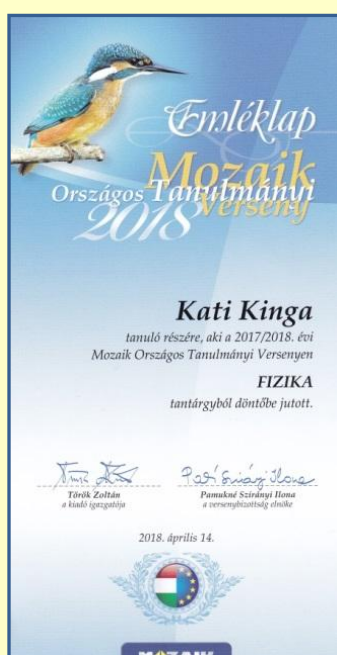 Emléklap
Mozaik
Országos Tanulmányi
2018 Verseny
Kati Kinga
tanuló részére, aki a 2017/2018. évi
Mozaik Országos Tanulmányi Versenyen
FIZIKA
tantárgyból döntőbe jutott.
Török Zoltán
a kiadó igazgatója
Pamukné Szirányi Ilona
a versenybizottság elnöke
2018. április 14.
MOZAIK